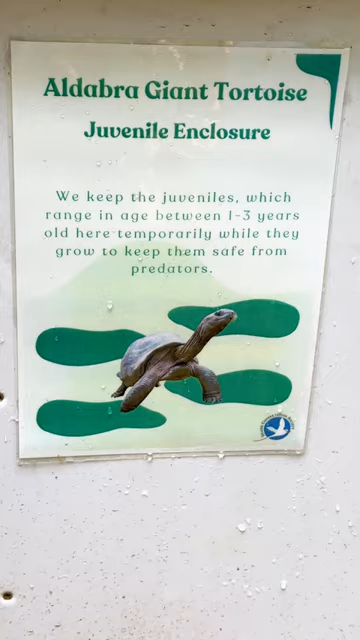 Aldabra Giant Tortoise
Juvenile Enclosure
We keep the juveniles, which
range in age between 1-3 years
old here temporarily while they
grow to keep them safe from
predators.